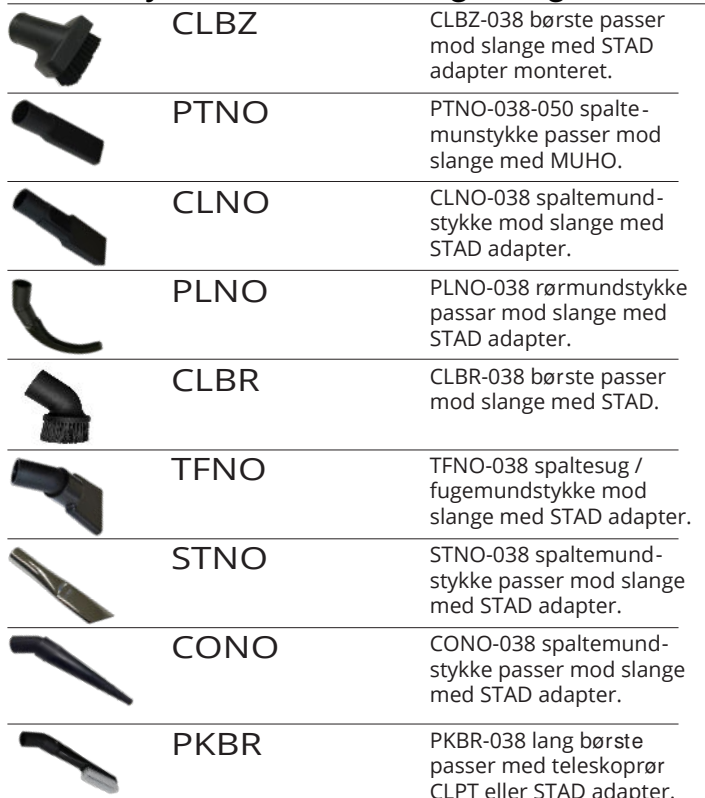 CLBZ
CLBZ-038 børste passer
mod slange med STAD
adapter monteret.
PTNO
PTNO-038-050 spalte-
munstykke passer mod
slange med MUHO.
CLNO
CLNO-038 spaltemund-
stykke mod slange med
STAD adapter.
PLNO
PLNO-038 rørmundstykke
passar mod slange med
STAD adapter.
CLBR
CLBR-038 børste passer
mod slange med STAD.
TFNO
TFNO-038 spaltesug /
fugemundstykke mod
slange med STAD adapter.
STNO
STNO-038 spaltemund-
stykke passer mod slange
med STAD adapter.
CONO
CONO-038 spaltemund-
stykke passer mod slange
med STAD adapter.
PKBR
PKBR-038 lang børste
passer med teleskoprør
CLPT eller STAD adapter.